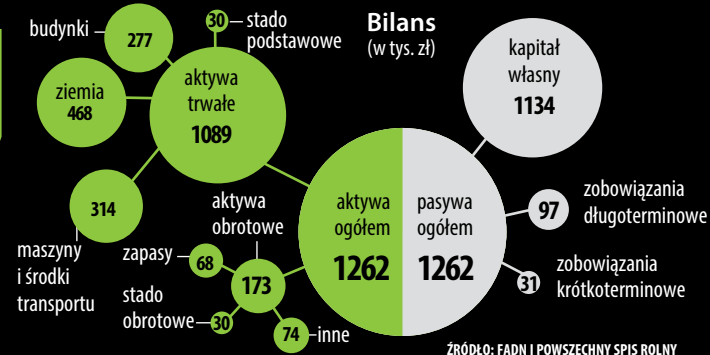 Bilans
(w tys. zł)
budynki
277
30
stado
podstawowe
ziemia
468
aktywa
trwałe
1089
314
maszyny
i środki
transportu
aktywa
obrotowe
173
zapasy
68
stado
obrotowe
30
74
inne
aktywa
ogółem
1262
pasywa
ogółem
1262
kapitał
własny
1134
97
zobowiązania
długoterminowe
31
zobowiązania
krótkoterminowe
ŹRÓDŁO: FADN I POWSZECHNY SPIS ROLNY